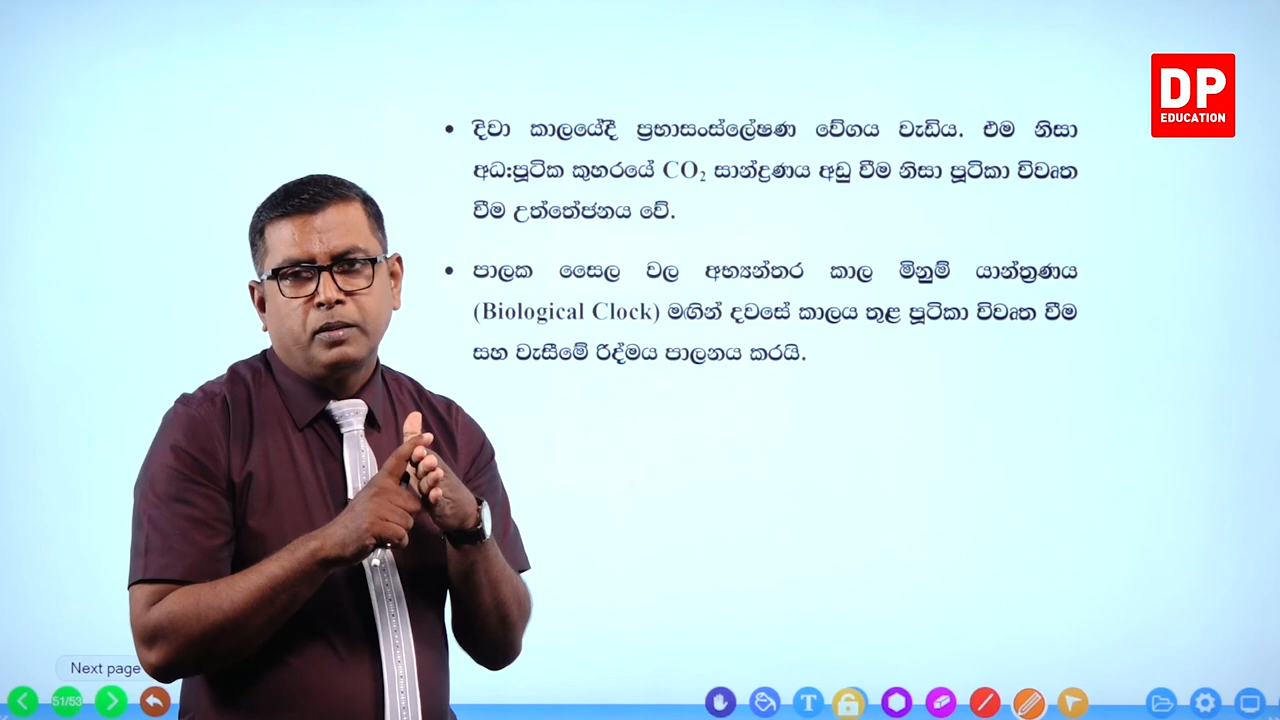 DP
EDUCATION
• දිවා කාලයේදී ප්‍රභාසංස්ලේෂණ වේගය වැඩිය. එම නිසා
අධ:පූටික කුහරයේ CO₂ සාන්ද්‍රණය අඩු වීම නිසා පූටිකා විවෘත
වීම උත්තේජනය වේ.
• පාලක සෛල වල අභ්‍යන්තර කාල මිනුම් යාන්ත්‍රණය
(Biological Clock) මඟින් දවසේ කාලය තුළ පූටිකා විවෘත වීම
සහ වැසීමේ රිද්මය පාලනය කරයි.
Next page
51/53
T